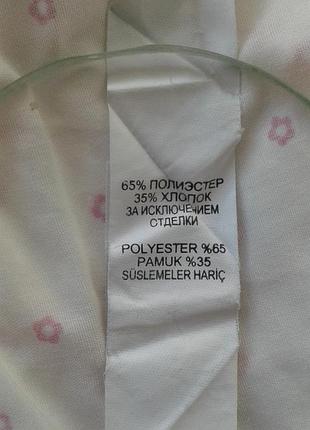 65% ПОЛИЭСТЕР
35% ХЛОПОК
ЗА ИСКЛЮЧЕНИЕМ
ОТДЕЛКИ
POLYESTER %65
PAMUK %35
SÜSLEMELER HARİÇ